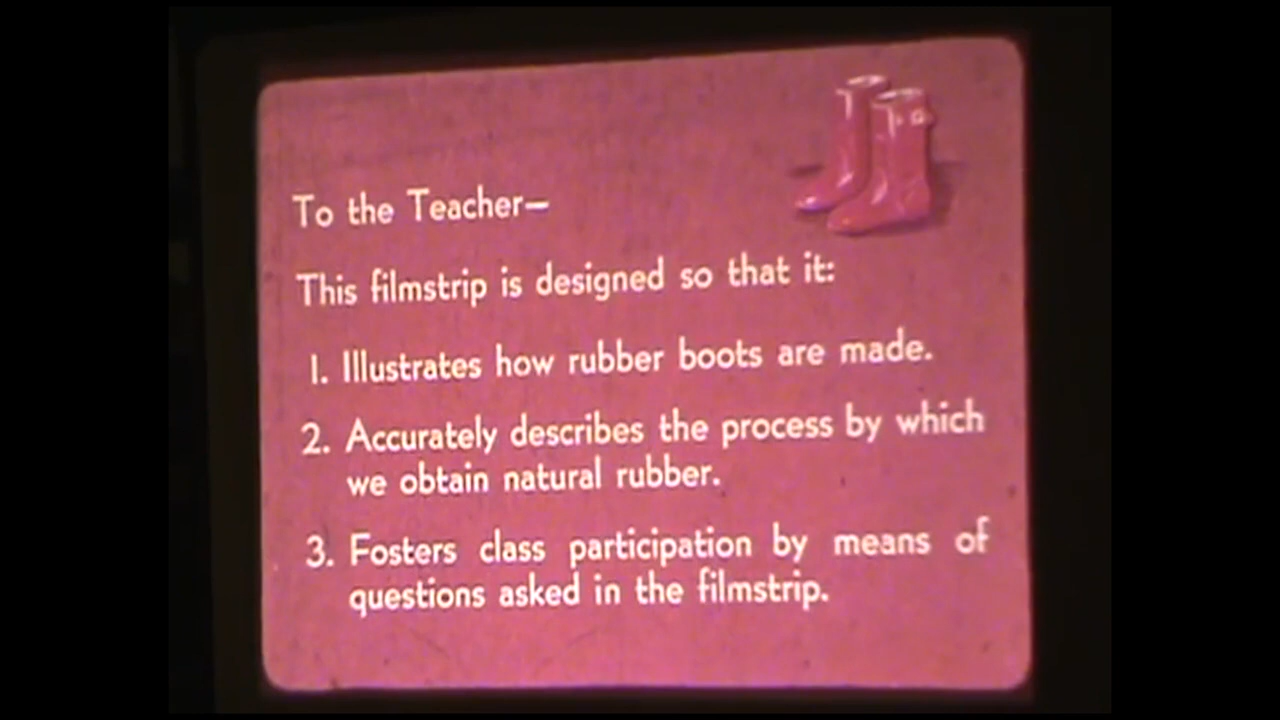 To the Teacher–
This filmstrip is designed so that it:
1. Illustrates how rubber boots are made.
2. Accurately describes the process by which
we obtain natural rubber.
3. Fosters class participation by means of
questions asked in the filmstrip.